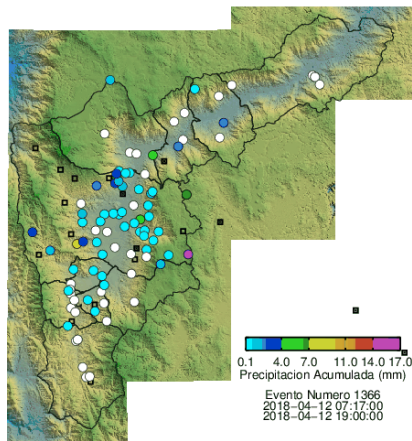 0.1 4.0 7.0 11.0 14.0 17.0
Precipitacion Acumulada (mm)
Evento Numero 1366
2018-04-12 07:17:00
2018-04-12 19:00:00